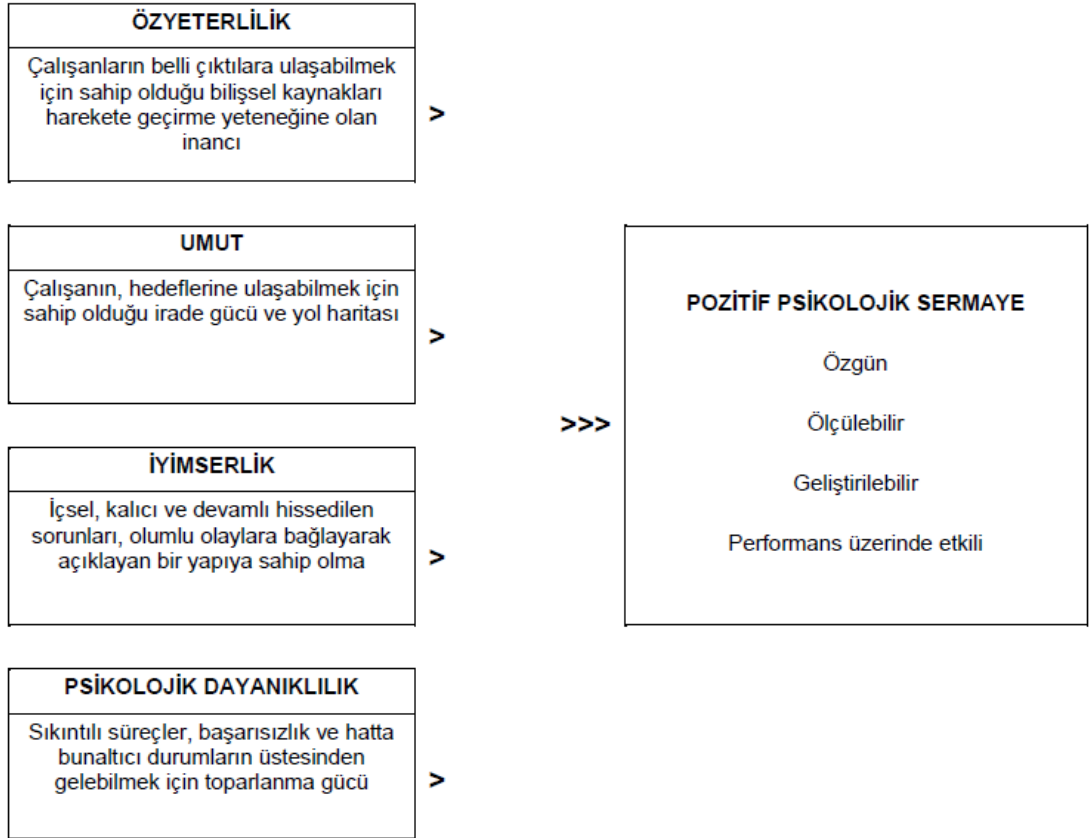 ÖZYETERLİLİK
Çalışanların belli çıktılara ulaşabilmek
için sahip olduğu bilişsel kaynakları
harekete geçirme yeteneğine olan
inancı
>
UMUT
Çalışanın, hedeflerine ulaşabilmek için
sahip olduğu irade gücü ve yol haritası
>
İYİMSERLİK
İçsel, kalıcı ve devamlı hissedilen
sorunları, olumlu olaylara bağlayarak
açıklayan bir yapıya sahip olma
>
PSİKOLOJİK DAYANIKLILIK
Sıkıntılı süreçler, başarısızlık ve hatta
bunaltıcı durumların üstesinden
gelebilmek için toparlanma gücü
>
>>>
POZİTİF PSİKOLOJİK SERMAYE
Özgün
Ölçülebilir
Geliştirilebilir
Performans üzerinde etkili